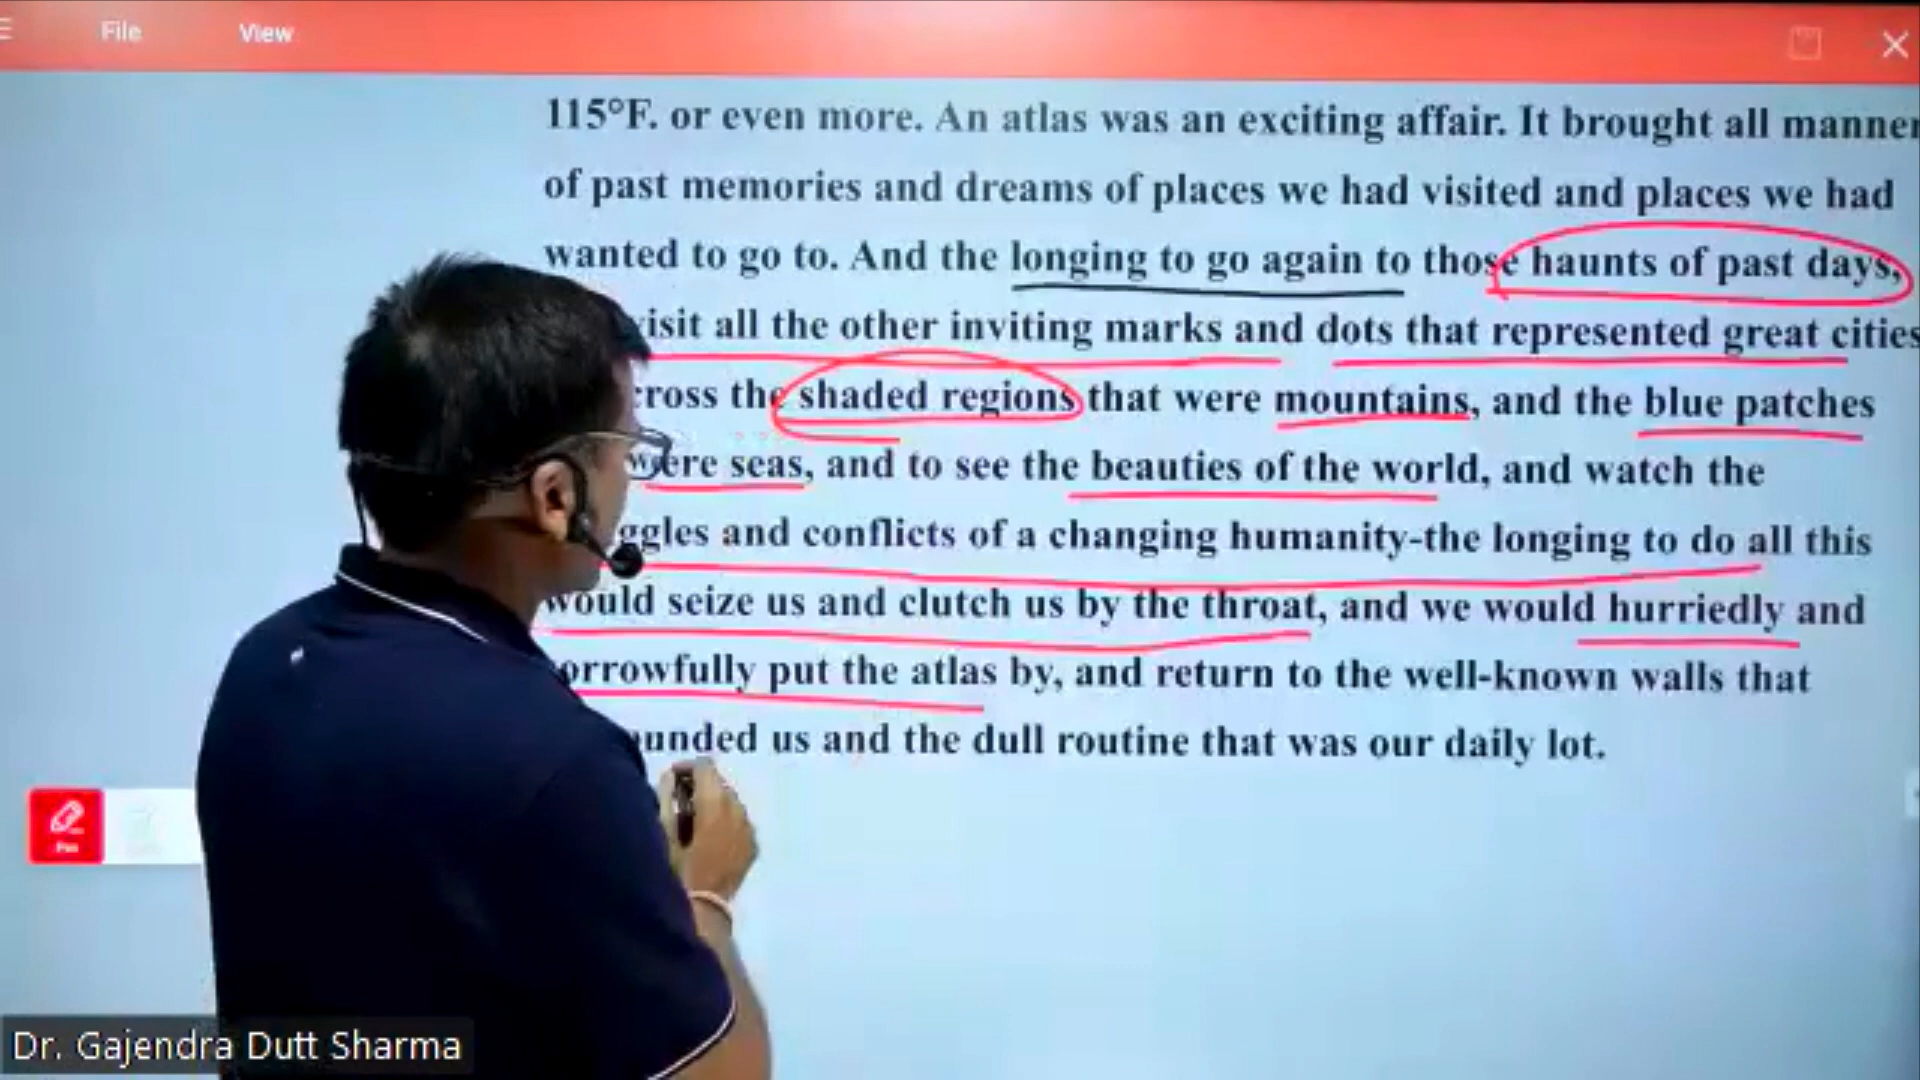 File View
115°F. or even more. An atlas was an exciting affair. It brought all manner
of past memories and dreams of places we had visited and places we had
wanted to go to. And the longing to go again to those haunts of past days,
visit all the other inviting marks and dots that represented great cities
the shaded regions that were mountains, and the blue patches
were seas, and to see the beauties of the world, and watch the
and conflicts of a changing humanity-the longing to do all this
would seize us and clutch us by the throat, and we would hurriedly and
put the atlas by, and return to the well-known walls that
us and the dull routine that was our daily lot.
Pen
Dr. Gajendra Dutt Sharma